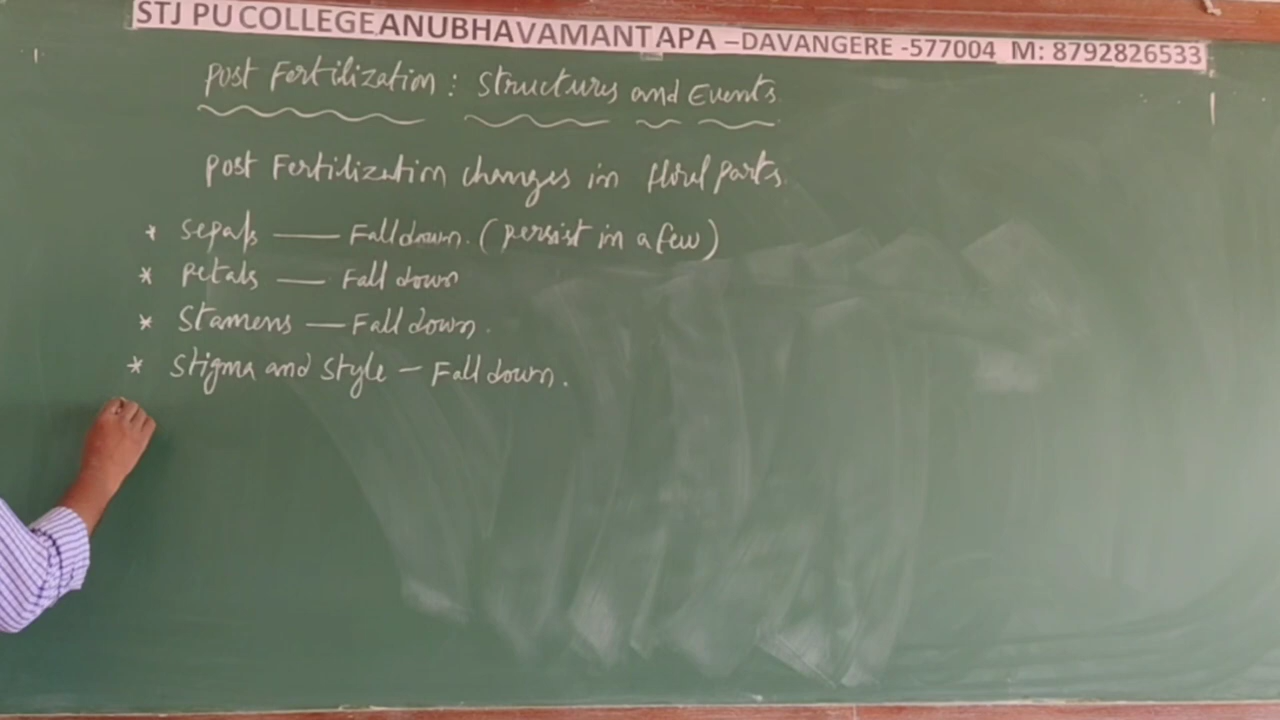 STJ PU COLLEGE ANUBHAVAMANTAPA –DAVANGERE -577004 M: 8792826533
Post Fertilization : Structures and Events
Post Fertilization changes in floral parts.
* Sepals — Fall down. (persist in a few)
* Petals — Fall down
* Stamens — Fall down.
* Stigma and Style – Fall down.